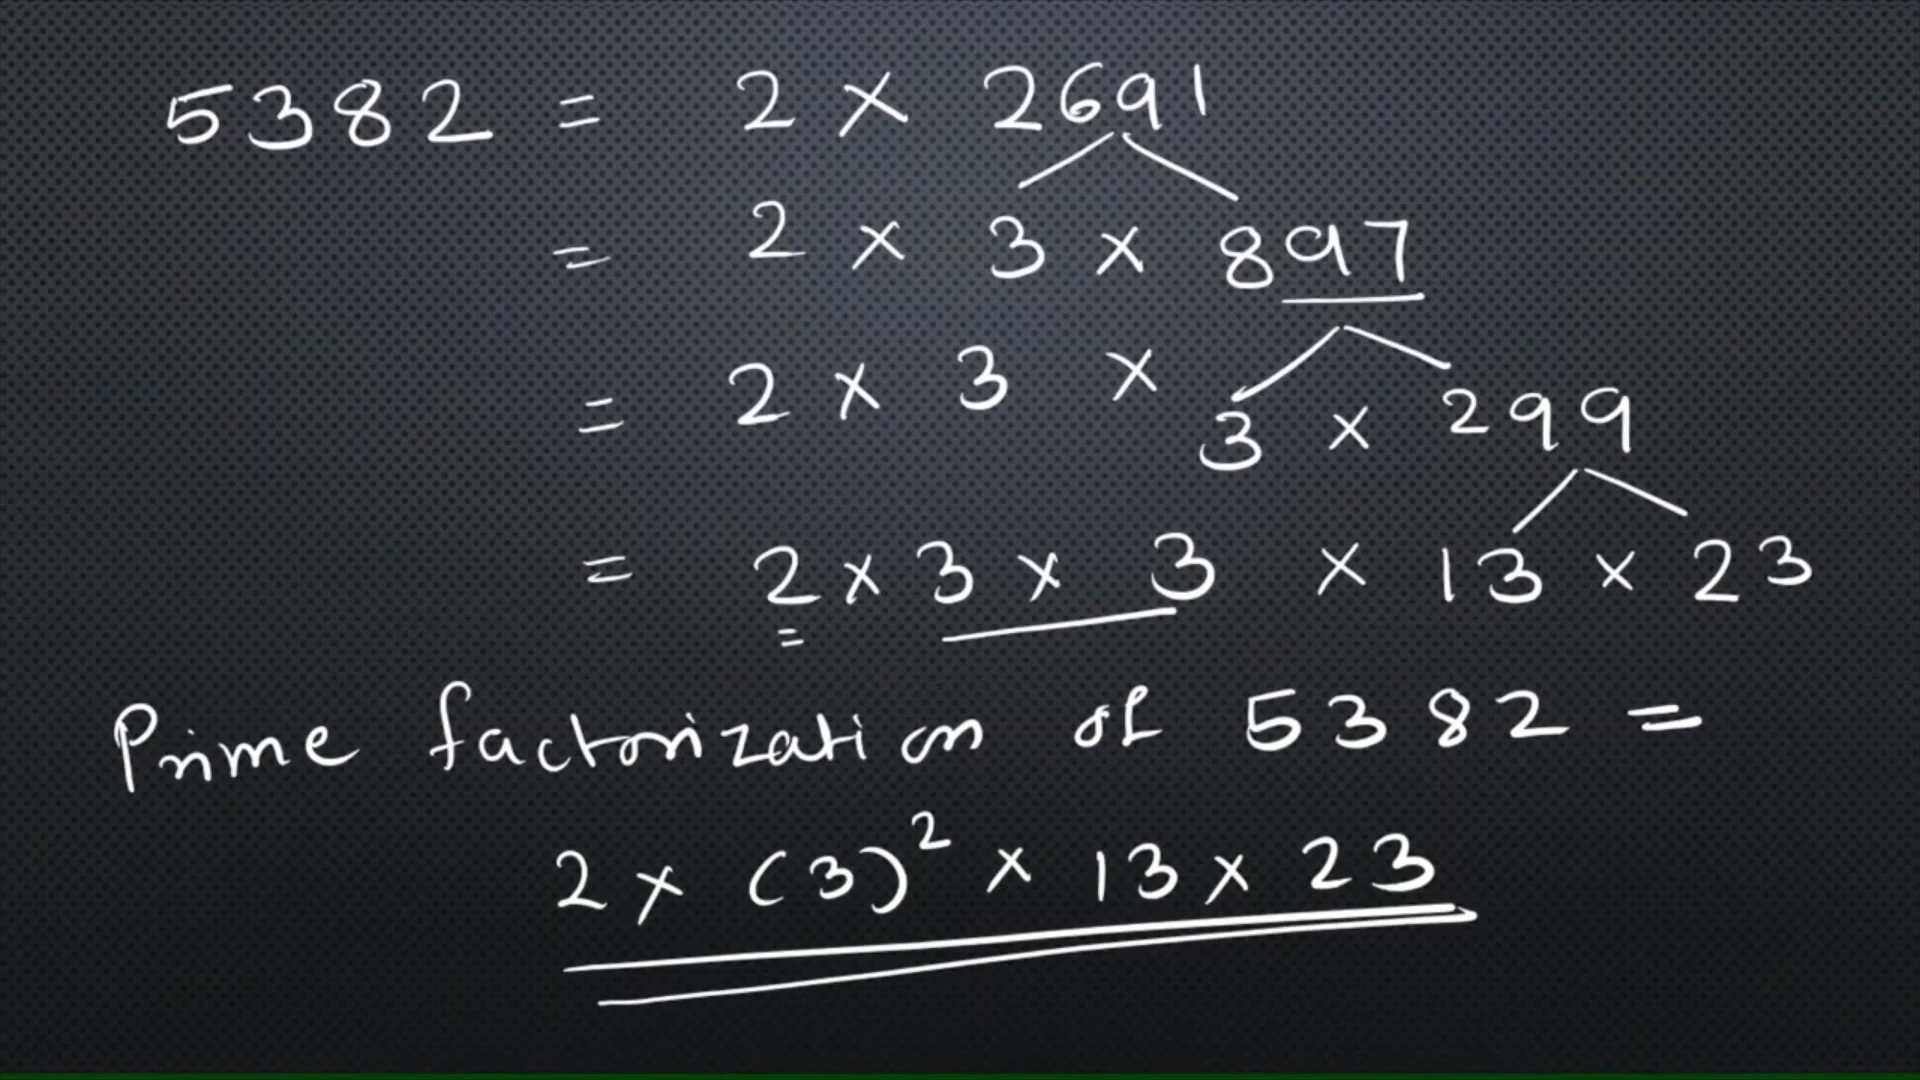 5382 = 2 × 2691
= 2 × 3 × 897
= 2 × 3 × 3 × 299
= 2 × 3 × 3 × 13 × 23
Prime factorization of 5382 =
2 × (3)² × 13 × 23